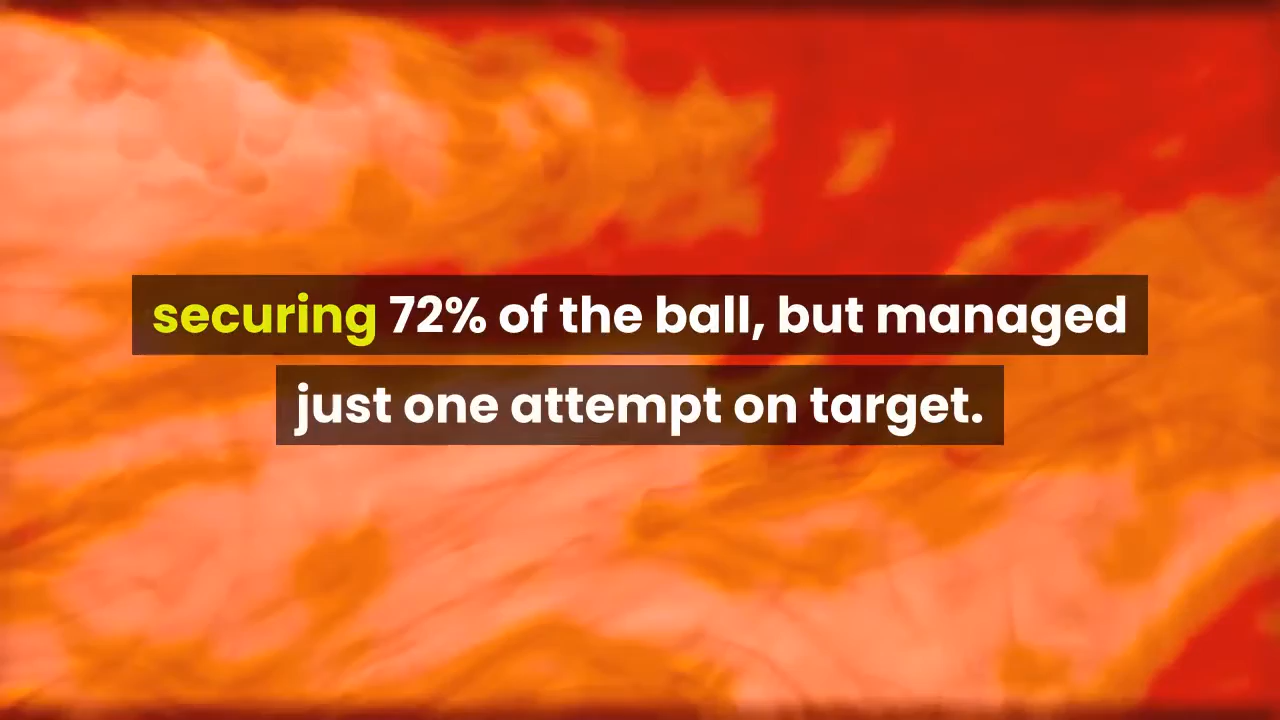 securing 72% of the ball, but managed
just one attempt on target.